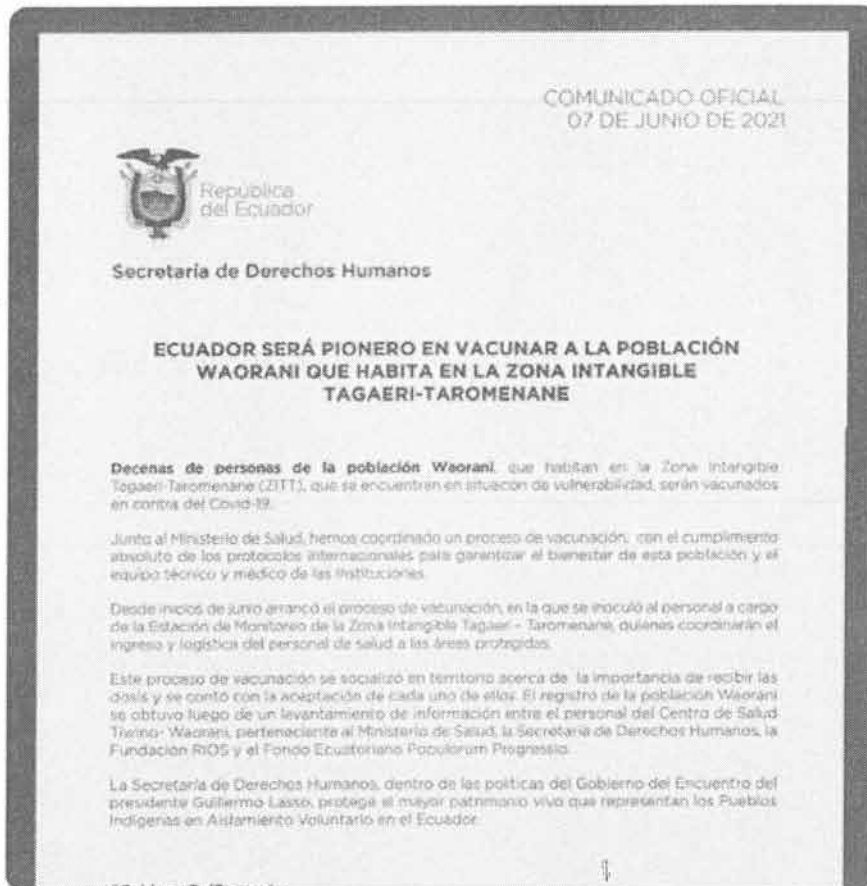 COMUNICADO OFICIAL
07 DE JUNIO DE 2021
República
del Ecuador
Secretaría de Derechos Humanos
ECUADOR SERÁ PIONERO EN VACUNAR A LA POBLACIÓN
WAORANI QUE HABITA EN LA ZONA INTANGIBLE
TAGAERI-TAROMENANE
Decenas de personas de la población Waorani, que habitan en la Zona Intangible
Tagaeri-Taromenane (ZITT), que se encuentren en situación de vulnerabilidad, serán vacunados
en contra del Covid-19.
Junto al Ministerio de Salud, hemos coordinado un proceso de vacunación, con el cumplimiento
absoluto de los protocolos internacionales para garantizar el bienestar de esta población y el
equipo técnico y médico de las Instituciones.
Desde inicios de junio arrancó el proceso de vacunación, en la que se inoculó al personal a cargo
de la Estación de Monitoreo de la Zona Intangible Tagaeri - Taromenane, quienes coordinarán el
ingreso y logística del personal de salud a las áreas protegidas.
Este proceso de vacunación se socializó en territorio acerca de la importancia de recibir las
dosis y se contó con la aceptación de cada uno de ellos. El registro de la población Waorani
se obtuvo luego de un levantamiento de información entre el personal del Centro de Salud
Tiwino- Waorani, perteneciente al Ministerio de Salud, la Secretaría de Derechos Humanos, la
Fundación RIOS y el Fondo Ecuatoriano Populorum Progressio.
La Secretaría de Derechos Humanos, dentro de las políticas del Gobierno del Encuentro del
presidente Guillermo Lasso, protege el mayor patrimonio vivo que representan los Pueblos
Indígenas en Aislamiento Voluntario en el Ecuador.